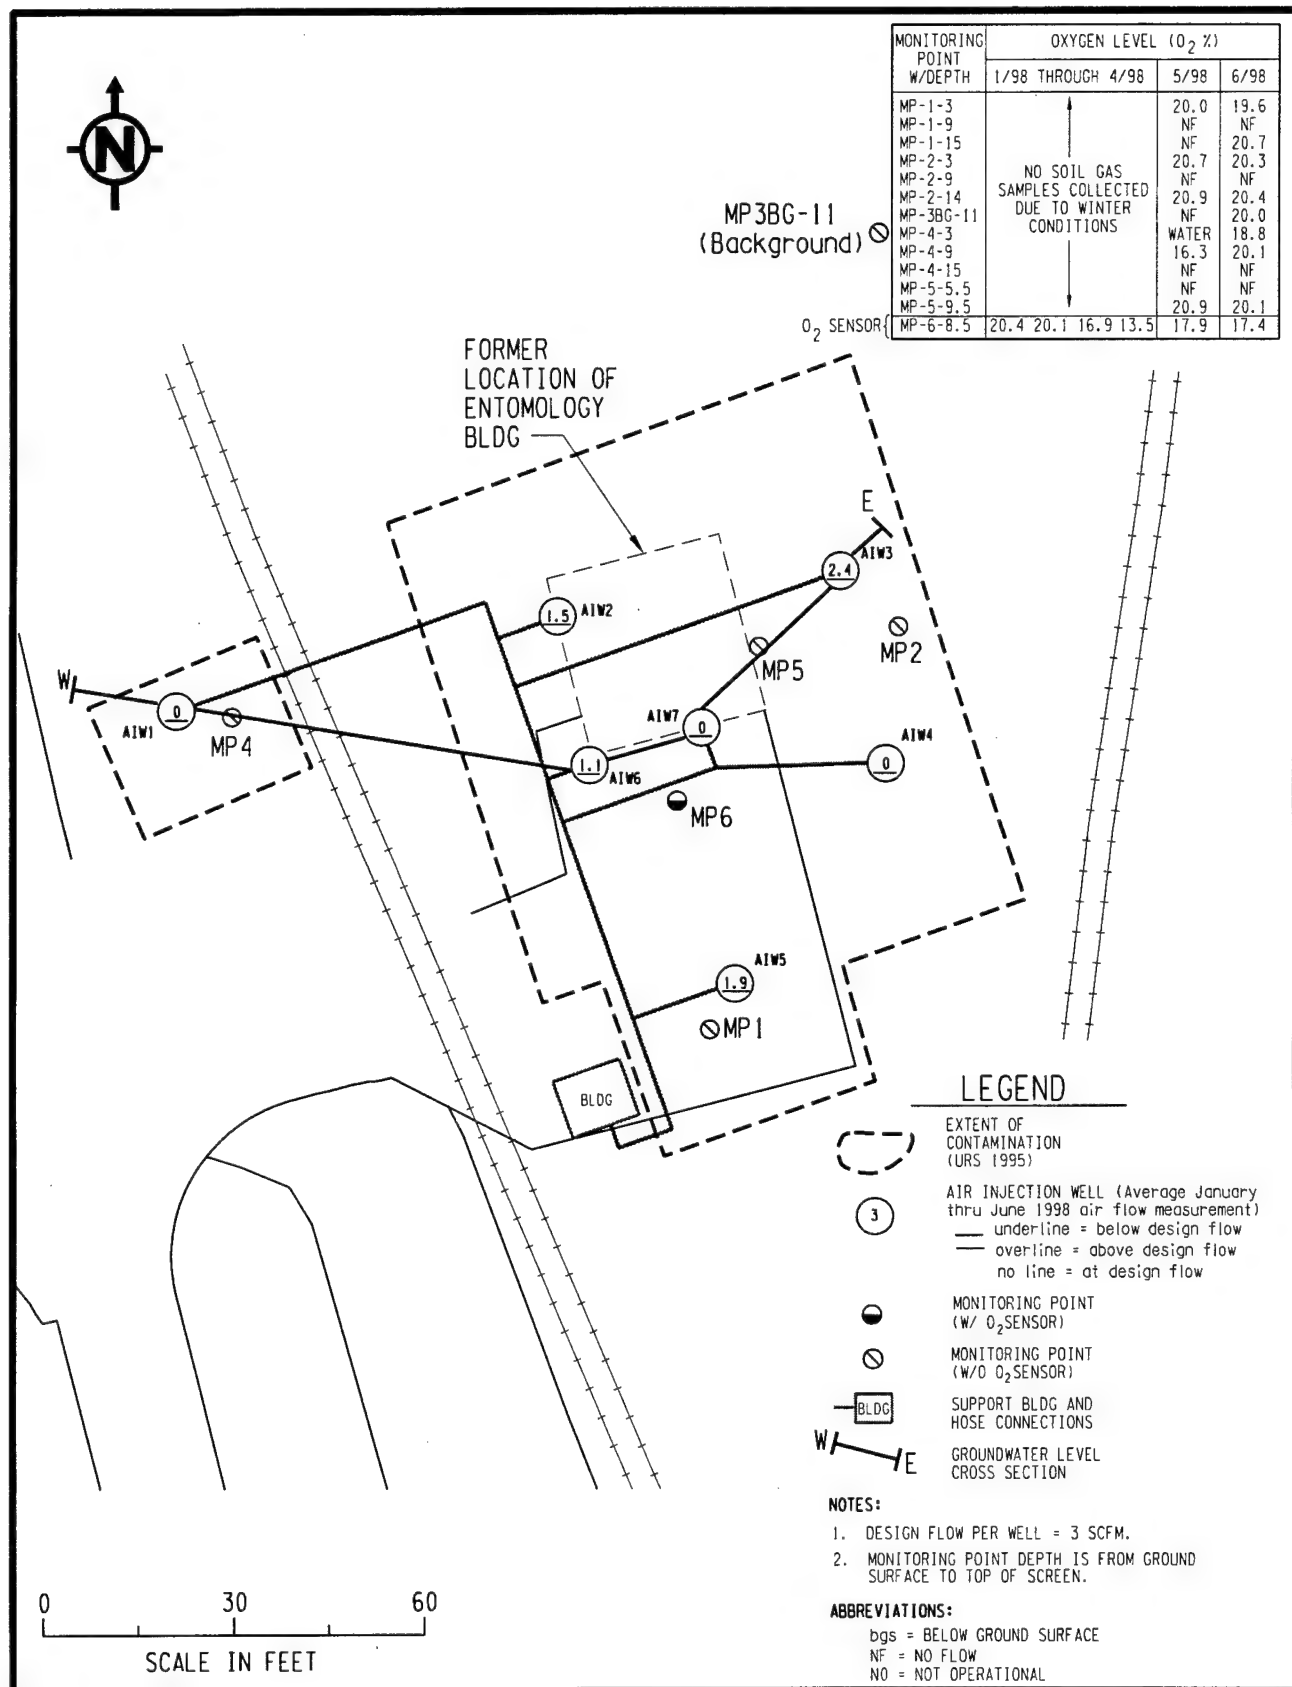 MONITORING POINT W/DEPTH OXYGEN LEVEL (O2 %)
1/98 THROUGH 4/98 5/98 6/98
MP-1-3 20.0 19.6
MP-1-9 NF NF
MP-1-15 NF 20.7
MP-2-3 20.7 20.3
MP-2-9 NF NF
MP-2-14 20.9 20.4
MP-3BG-11 NF 20.0
MP-4-3 WATER 18.8
MP-4-9 16.3 20.1
MP-4-15 NF NF
MP-5-5.5 NF NF
MP-5-9.5 20.9 20.1
NO SOIL GAS
SAMPLES COLLECTED
DUE TO WINTER
CONDITIONS
O2 SENSOR{ MP-6-8.5 20.4 20.1 16.9 13.5 17.9 17.4
N
MP3BG-11
(Background)
FORMER
LOCATION OF
ENTOMOLOGY
BLDG
E
AIW3
2.4
1.5 AIW2
MP2
MP5
W
0
AIW1
MP4
AIW7
0
AIW4
0
1.1
AIW6
MP6
AIW5
1.9
MP1
BLDG
LEGEND
EXTENT OF
CONTAMINATION
(URS 1995)
3
AIR INJECTION WELL (Average January
thru June 1998 air flow measurement)
underline = below design flow
overline = above design flow
no line = at design flow
MONITORING POINT
(W/ O2SENSOR)
MONITORING POINT
(W/O O2SENSOR)
BLDG
SUPPORT BLDG AND
HOSE CONNECTIONS
W E
GROUNDWATER LEVEL
CROSS SECTION
NOTES:
1. DESIGN FLOW PER WELL = 3 SCFM.
2. MONITORING POINT DEPTH IS FROM GROUND
SURFACE TO TOP OF SCREEN.
ABBREVIATIONS:
bgs = BELOW GROUND SURFACE
NF = NO FLOW
NO = NOT OPERATIONAL
0 30 60
SCALE IN FEET